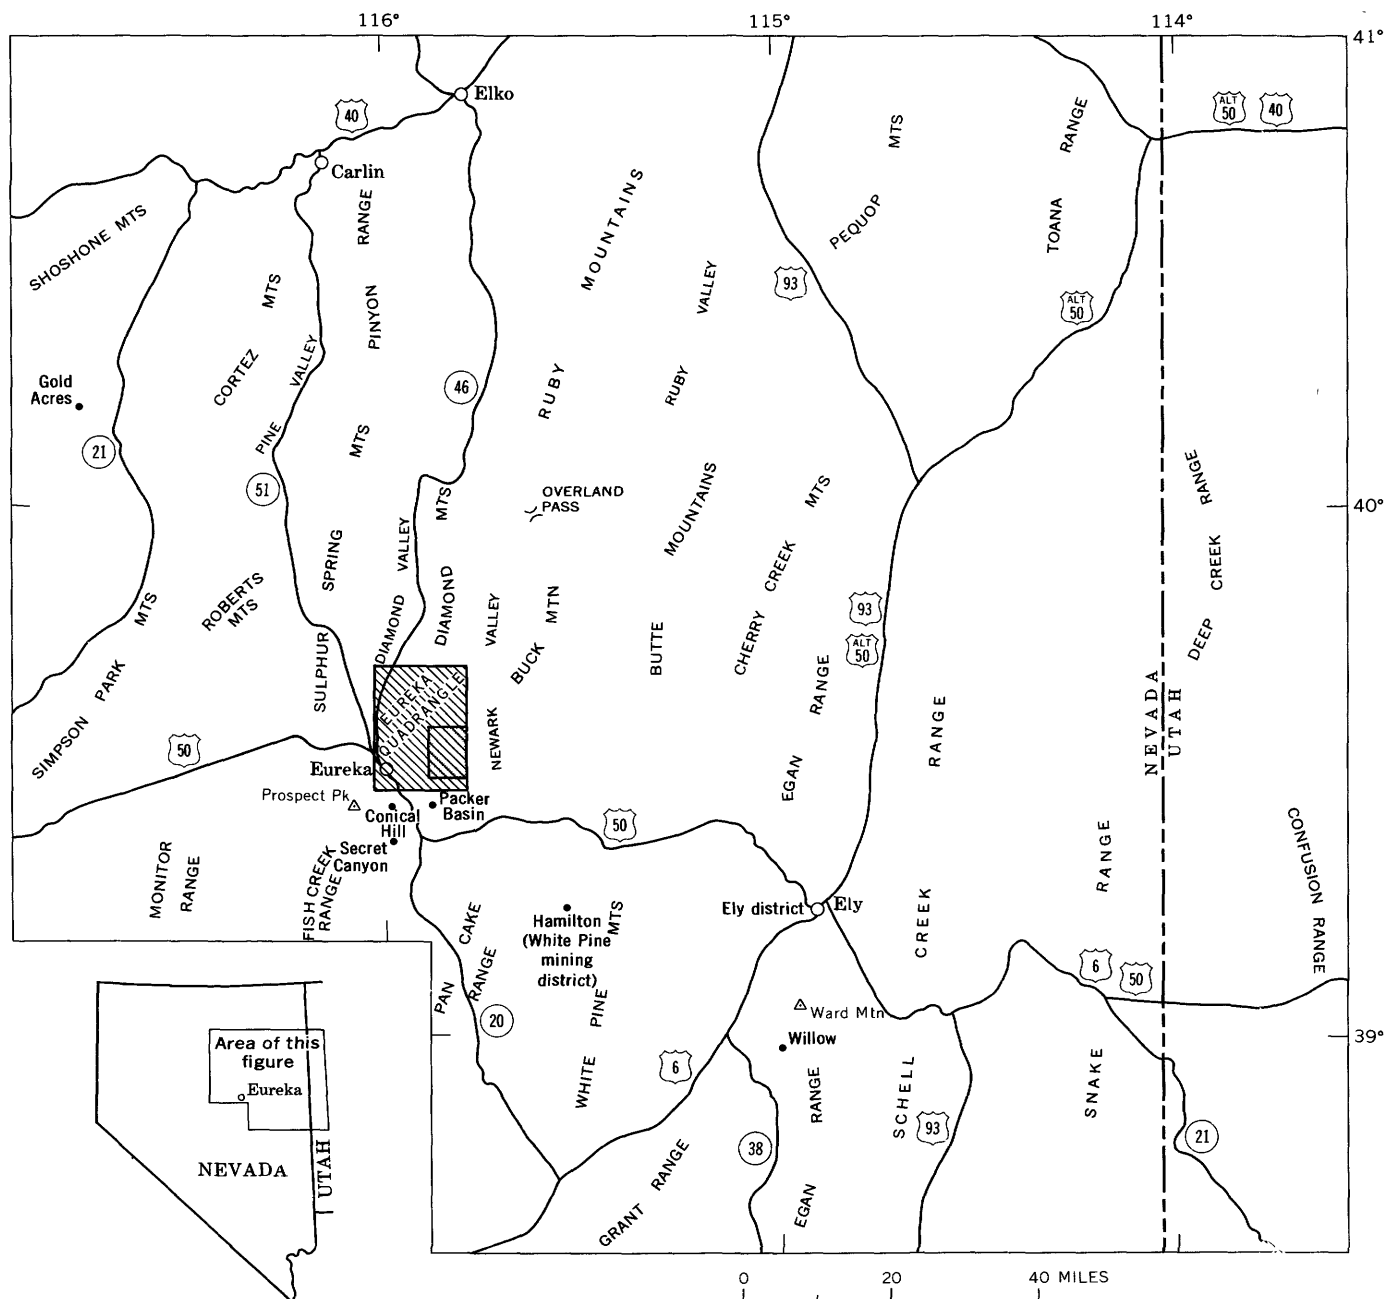 116°
115°
114°
41°
Elko
40
ALT
50
40
Carlin
SHOSHONE MTS
PINYON RANGE
RUBY MOUNTAINS
RUBY VALLEY
PEQUOP MTS
TOANA RANGE
93
ALT
50
CORTEZ MTS
PINE VALLEY
Gold
Acres
46
21
51
SULPHUR SPRING MTS
DIAMOND VALLEY
DIAMOND MTS
OVERLAND
PASS
BUTTE MOUNTAINS
CHERRY CREEK MTS
DEEP CREEK RANGE
40°
SIMPSON PARK MTS
ROBERTS
MTS
NEWARK VALLEY
BUCK MTN
93
ALT
50
EGAN RANGE
NEVADA
UTAH
EUREKA
QUADRANGLE
50
Eureka
Prospect Pk
Conical
Hill
Packer
Basin
Secret
Canyon
50
MONITOR
RANGE
FISH CREEK
RANGE
PAN CAKE
RANGE
Hamilton
(White Pine
mining
district)
WHITE PINE MTS
Ely district
Ely
SCHELL CREEK RANGE
SNAKE RANGE
CONFUSION RANGE
6
50
20
6
Ward Mtn
Willow
39°
GRANT RANGE
38
EGAN RANGE
93
21
Area of this
figure
Eureka
NEVADA
UTAH
0 20 40 MILES